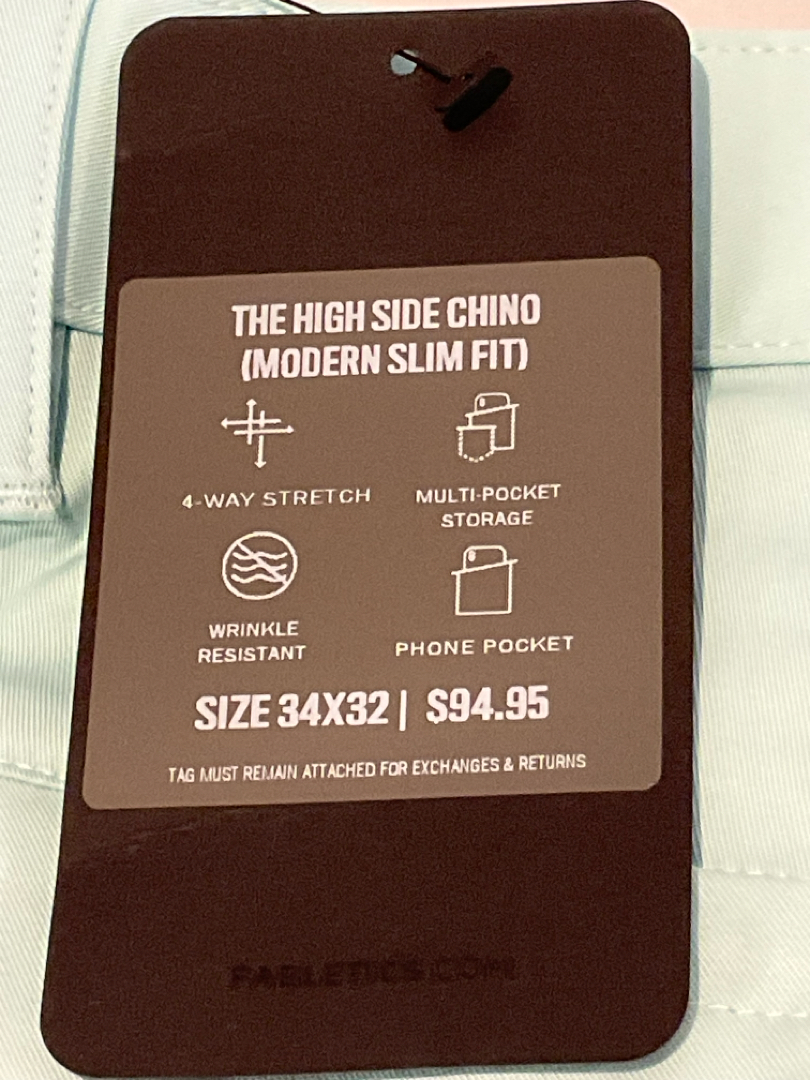 THE HIGH SIDE CHINO
(MODERN SLIM FIT)
4-WAY STRETCH
MULTI-POCKET
STORAGE
WRINKLE
RESISTANT
PHONE POCKET
SIZE 34X32 | $94.95
TAG MUST REMAIN ATTACHED FOR EXCHANGES & RETURNS
FABLETICS.COM